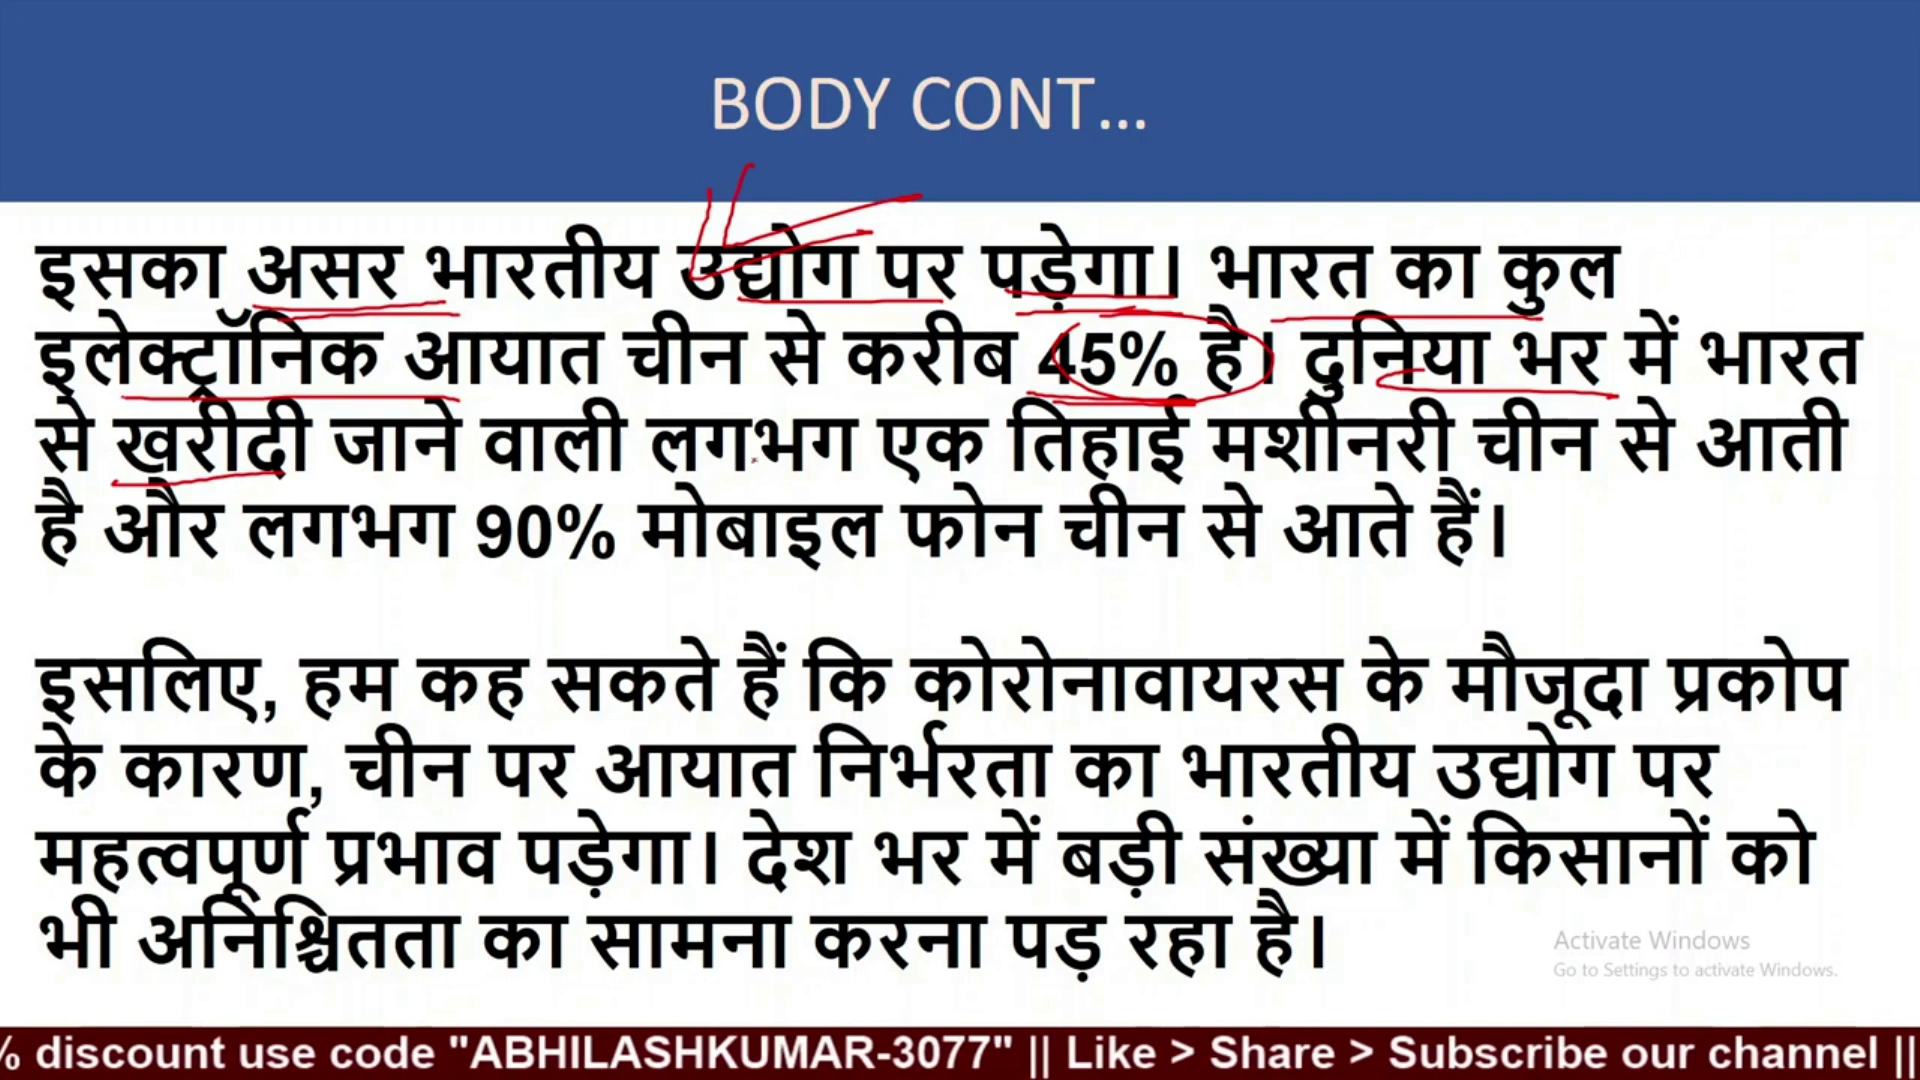 BODY CONT...
इसका असर भारतीय उद्योग पर पड़ेगा। भारत का कुल
इलेक्ट्रॉनिक आयात चीन से करीब 45% है। दुनिया भर में भारत
से खरीदी जाने वाली लगभग एक तिहाई मशीनरी चीन से आती
है और लगभग 90% मोबाइल फोन चीन से आते हैं।
इसलिए, हम कह सकते हैं कि कोरोनावायरस के मौजूदा प्रकोप
के कारण, चीन पर आयात निर्भरता का भारतीय उद्योग पर
महत्वपूर्ण प्रभाव पड़ेगा। देश भर में बड़ी संख्या में किसानों को
भी अनिश्चितता का सामना करना पड़ रहा है।
Activate Windows
Go to Settings to activate Windows.
% discount use code "ABHILASHKUMAR-3077" || Like > Share > Subscribe our channel ||